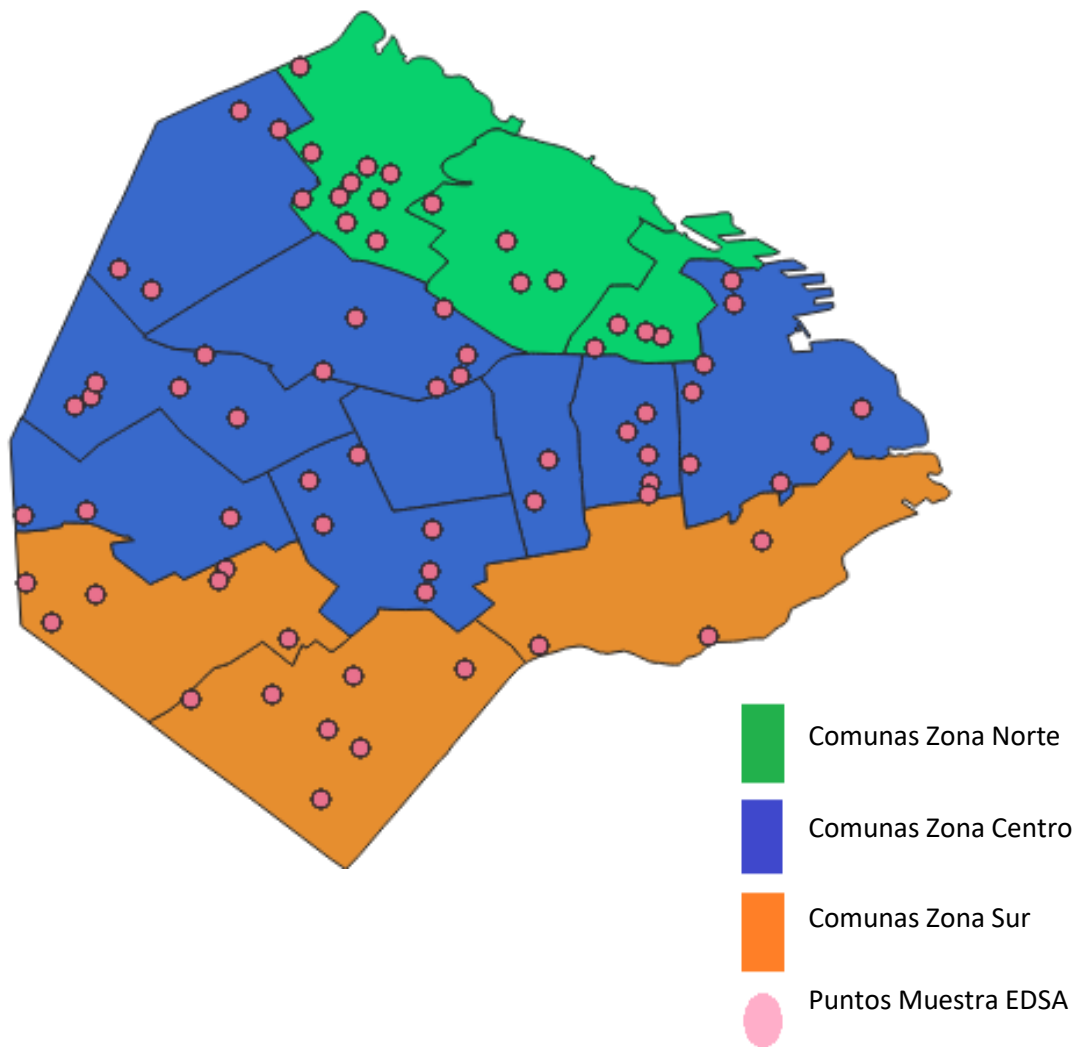 Comunas Zona Norte
Comunas Zona Centro
Comunas Zona Sur
Puntos Muestra EDSA